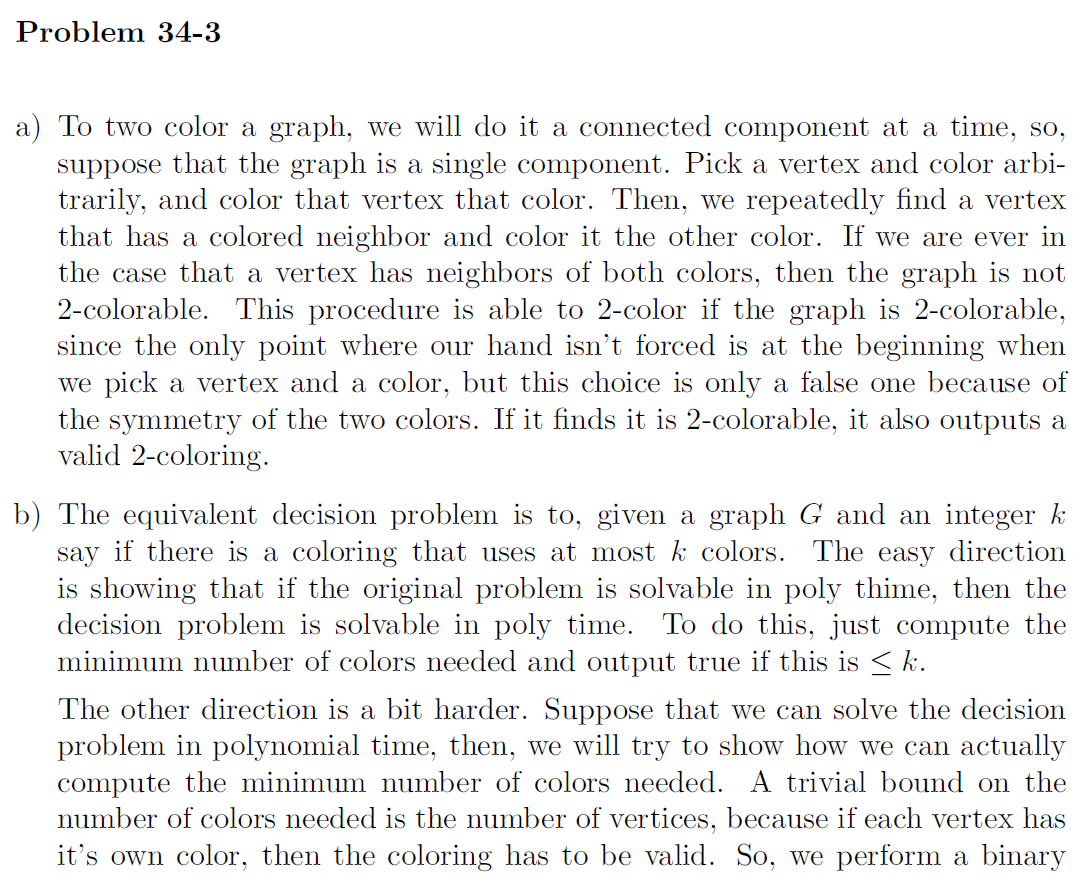 Problem 34-3
a) To two color a graph, we will do it a connected component at a time, so,
suppose that the graph is a single component. Pick a vertex and color arbi-
trarily, and color that vertex that color. Then, we repeatedly find a vertex
that has a colored neighbor and color it the other color. If we are ever in
the case that a vertex has neighbors of both colors, then the graph is not
2-colorable. This procedure is able to 2-color if the graph is 2-colorable,
since the only point where our hand isn't forced is at the beginning when
we pick a vertex and a color, but this choice is only a false one because of
the symmetry of the two colors. If it finds it is 2-colorable, it also outputs a
valid 2-coloring.
b) The equivalent decision problem is to, given a graph G and an integer k
say if there is a coloring that uses at most k colors. The easy direction
is showing that if the original problem is solvable in poly thime, then the
decision problem is solvable in poly time. To do this, just compute the
minimum number of colors needed and output true if this is ≤ k.
The other direction is a bit harder. Suppose that we can solve the decision
problem in polynomial time, then, we will try to show how we can actually
compute the minimum number of colors needed. A trivial bound on the
number of colors needed is the number of vertices, because if each vertex has
it's own color, then the coloring has to be valid. So, we perform a binary